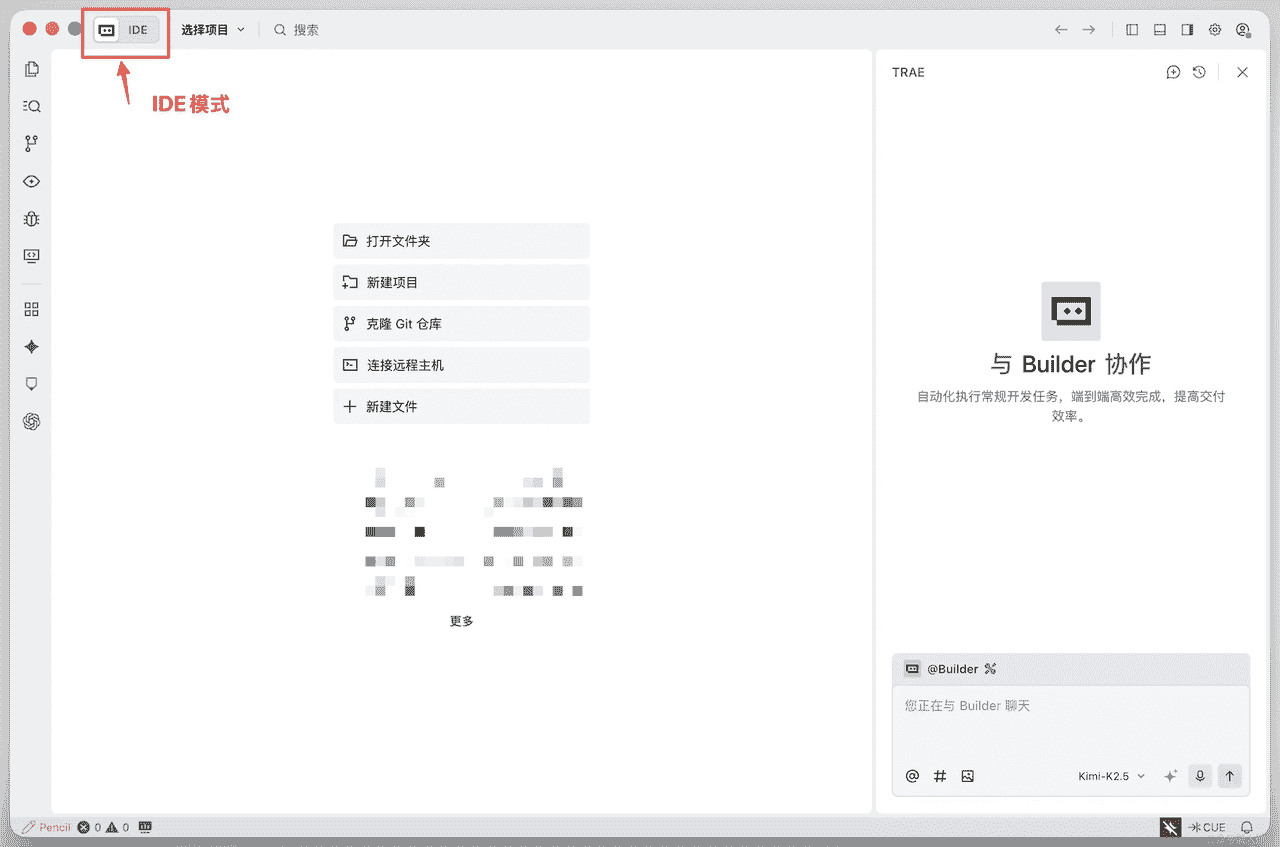 IDE
选择项目
搜索
IDE 模式
TRAE
打开文件夹
新建项目
克隆 Git 仓库
连接远程主机
新建文件
更多
与 Builder 协作
自动化执行常规开发任务，端到端高效完成，提高交付
效率。
@Builder
您正在与 Builder 聊天
Kimi-K2.5
Pencil
0
0
CUE